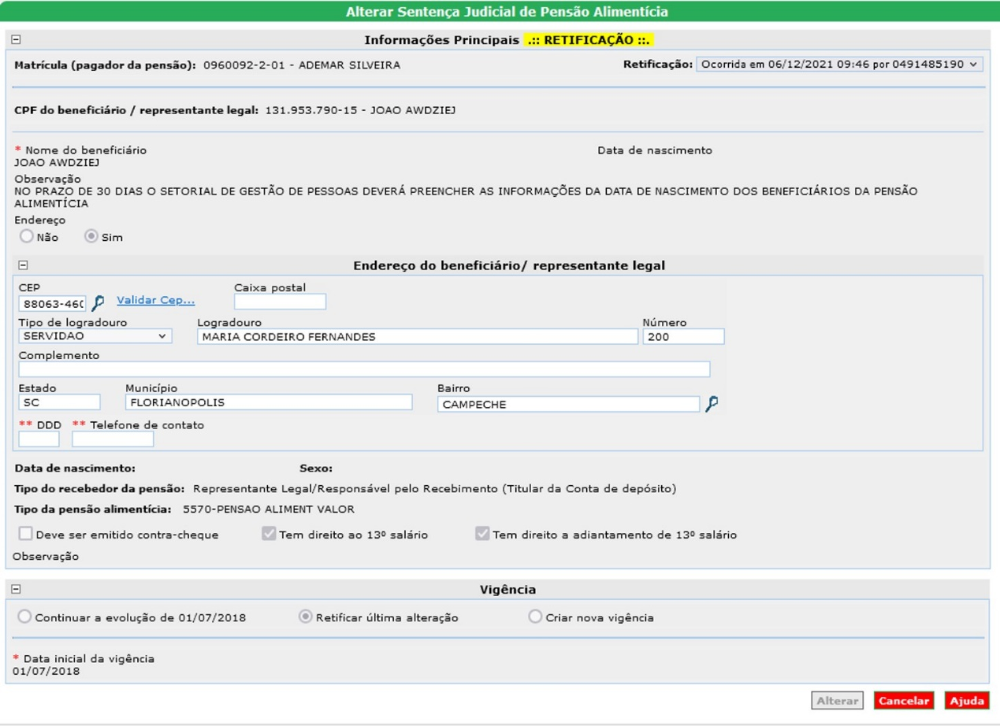 Alterar Sentença Judicial de Pensão Alimentícia
Informações Principais .:: RETIFICAÇÃO ::.
Matrícula (pagador da pensão): 0960092-2-01 - ADEMAR SILVEIRA
Retificação: Ocorrida em 06/12/2021 09:46 por 0491485190
CPF do beneficiário / representante legal: 131.953.790-15 - JOAO AWDZIEJ
* Nome do beneficiário
Data de nascimento
JOAO AWDZIEJ
Observação
NO PRAZO DE 30 DIAS O SETORIAL DE GESTÃO DE PESSOAS DEVERÁ PREENCHER AS INFORMAÇÕES DA DATA DE NASCIMENTO DOS BENEFICIÁRIOS DA PENSÃO
ALIMENTÍCIA
Endereço
Não Sim
Endereço do beneficiário/ representante legal
CEP Caixa postal
88063-460 Validar Cep...
Tipo de logradouro Logradouro Número
SERVIDAO MARIA CORDEIRO FERNANDES 200
Complemento
Estado Município Bairro
SC FLORIANOPOLIS CAMPECHE
** DDD ** Telefone de contato
Data de nascimento: Sexo:
Tipo do recebedor da pensão: Representante Legal/Responsável pelo Recebimento (Titular da Conta de depósito)
Tipo da pensão alimentícia: 5570-PENSAO ALIMENT VALOR
Deve ser emitido contra-cheque Tem direito ao 13º salário Tem direito a adiantamento de 13º salário
Observação
Vigência
Continuar a evolução de 01/07/2018 Retificar última alteração Criar nova vigência
* Data inicial da vigência
01/07/2018
Alterar Cancelar Ajuda